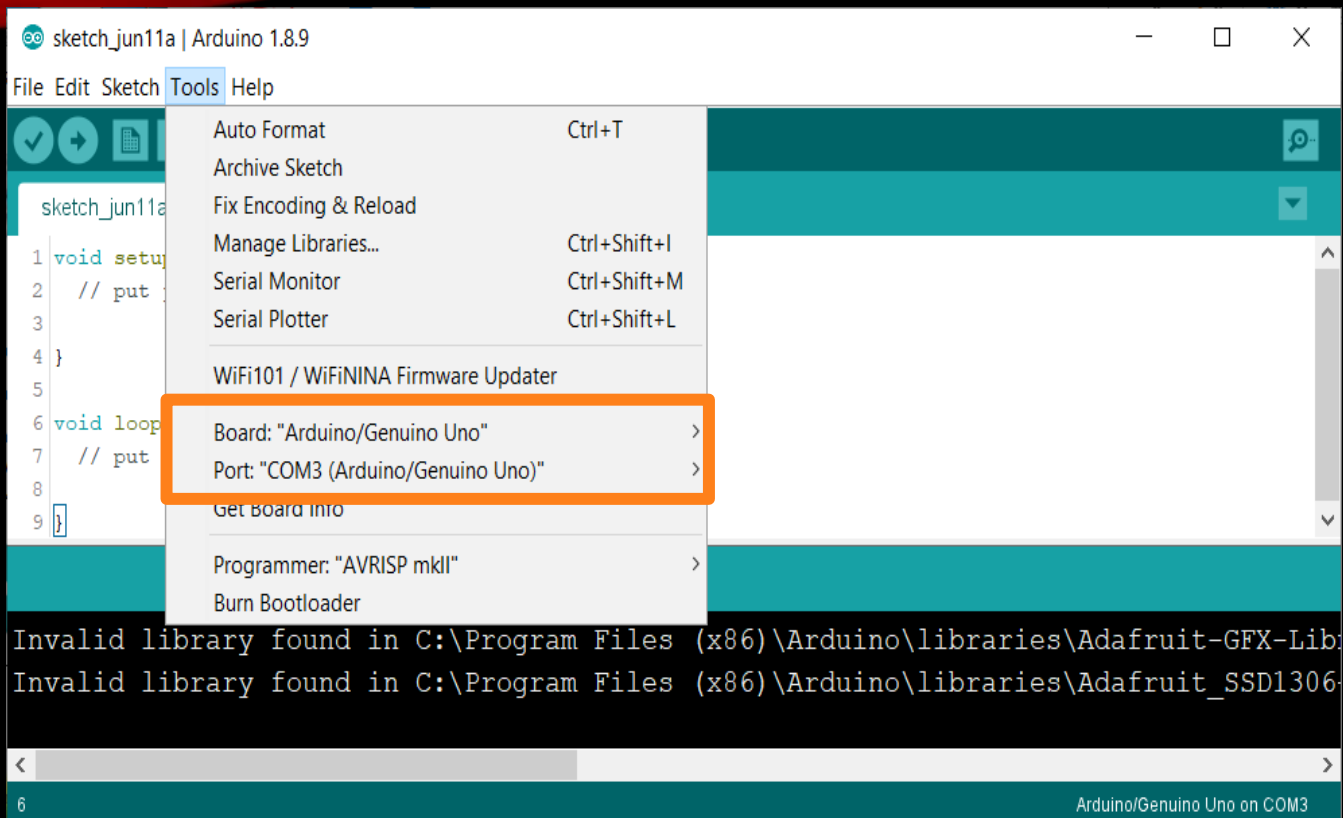 sketch_jun11a | Arduino 1.8.9
File Edit Sketch Tools Help
Auto Format Ctrl+T
Archive Sketch
sketch_jun11a
Fix Encoding & Reload
Manage Libraries... Ctrl+Shift+I
Serial Monitor Ctrl+Shift+M
Serial Plotter Ctrl+Shift+L
WiFi101 / WiFiNINA Firmware Updater
Board: "Arduino/Genuino Uno"
Port: "COM3 (Arduino/Genuino Uno)"
Get Board Info
Programmer: "AVRISP mkII"
Burn Bootloader
1 void setu
2 // put
3
4 }
5
6 void loop
7 // put
8
9 }
Invalid library found in C:\Program Files (x86)\Arduino\libraries\Adafruit-GFX-Lib
Invalid library found in C:\Program Files (x86)\Arduino\libraries\Adafruit_SSD1306-
6 Arduino/Genuino Uno on COM3